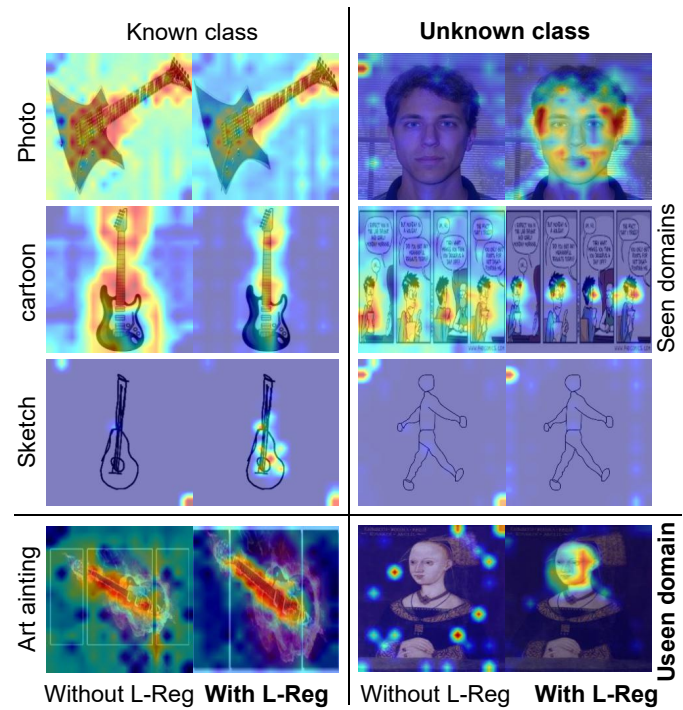 Known class
Unknown class
Photo
cartoon
Sketch
Art ainting
Seen domains
Useen domain
Without L-Reg With L-Reg
Without L-Reg With L-Reg